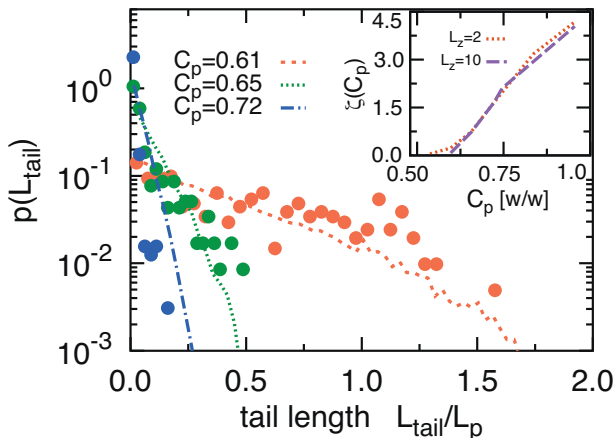 10⁰
10⁻¹
10⁻²
10⁻³
p(L_tail)
C_p=0.61
C_p=0.65
C_p=0.72
4.5
3.0
1.5
0.0
ζ(C_p)
L_z=2
L_z=10
0.50
0.75
1.0
C_p [w/w]
0.0
0.5
1.0
1.5
2.0
tail length L_tail/L_p